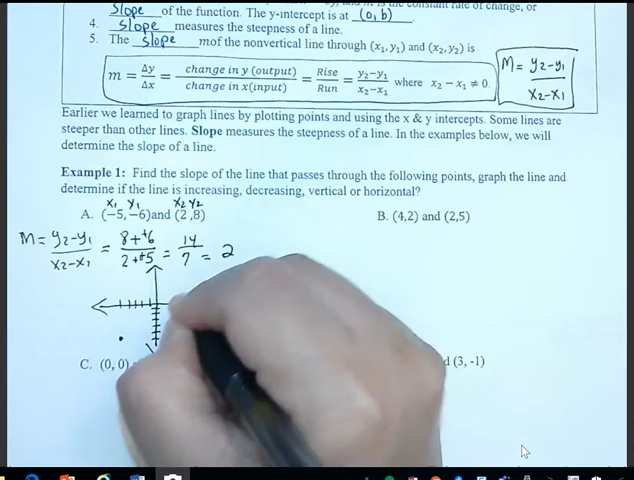 Slope of the function. The y-intercept is at (0, b).
4. slope measures the steepness of a line.
5. The slope mof the nonvertical line through (x₁, y₁) and (x₂, y₂) is
m = Δy/Δx = change in y (output)/change in x(input) = Rise/Run = y₂−y₁/x₂−x₁ where x₂ − x₁ ≠ 0.
M = y₂-y₁/x₂-x₁
Earlier we learned to graph lines by plotting points and using the x & y intercepts. Some lines are
steeper than other lines. Slope measures the steepness of a line. In the examples below, we will
determine the slope of a line.
Example 1: Find the slope of the line that passes through the following points, graph the line and
determine if the line is increasing, decreasing, vertical or horizontal?
x₁ y₁ x₂ y₂
A. (−5, −6)and (2 ,8)
B. (4,2) and (2,5)
M = y₂-y₁/x₂-x₁ = 8++6/2++5 = 14/7 = 2
C. (0, 0)
(3, -1)